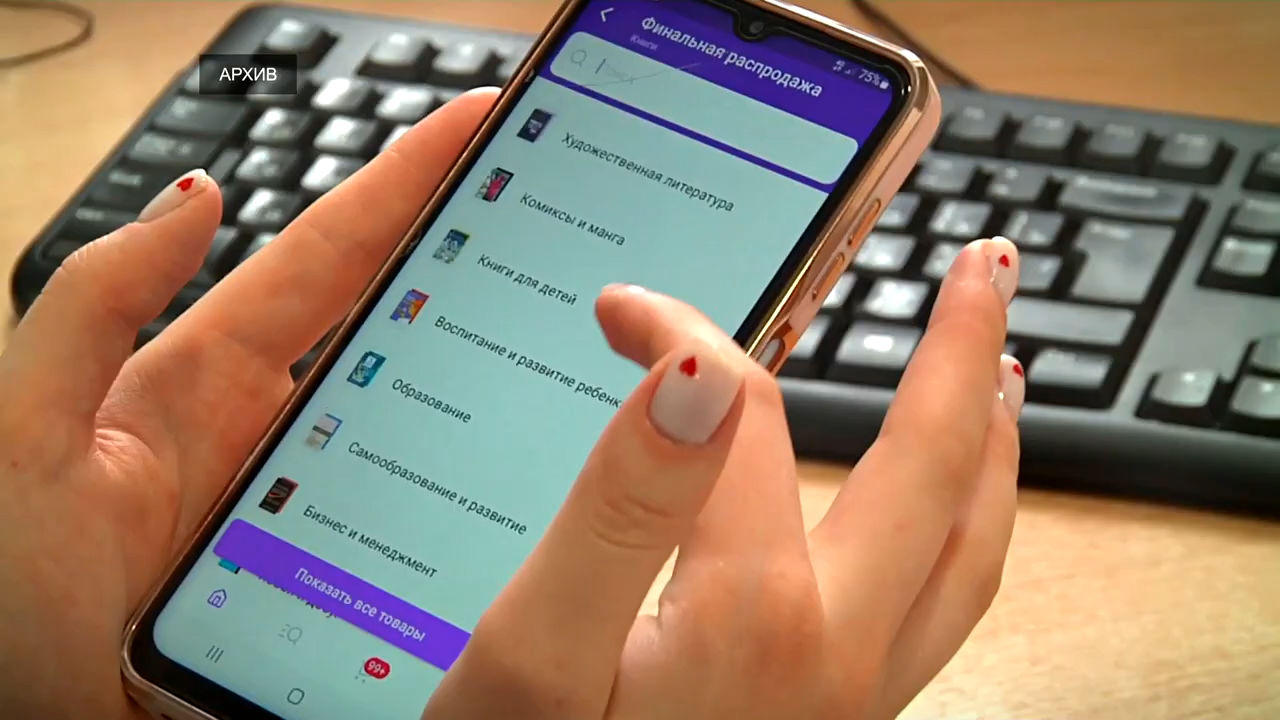 АРХИВ
Финальная распродажа
Книги
75%
Поиск
Художественная литература
Комиксы и манга
Книги для детей
Воспитание и развитие ребенк
Образование
Самообразование и развитие
Бизнес и менеджмент
Показать все товары
99+